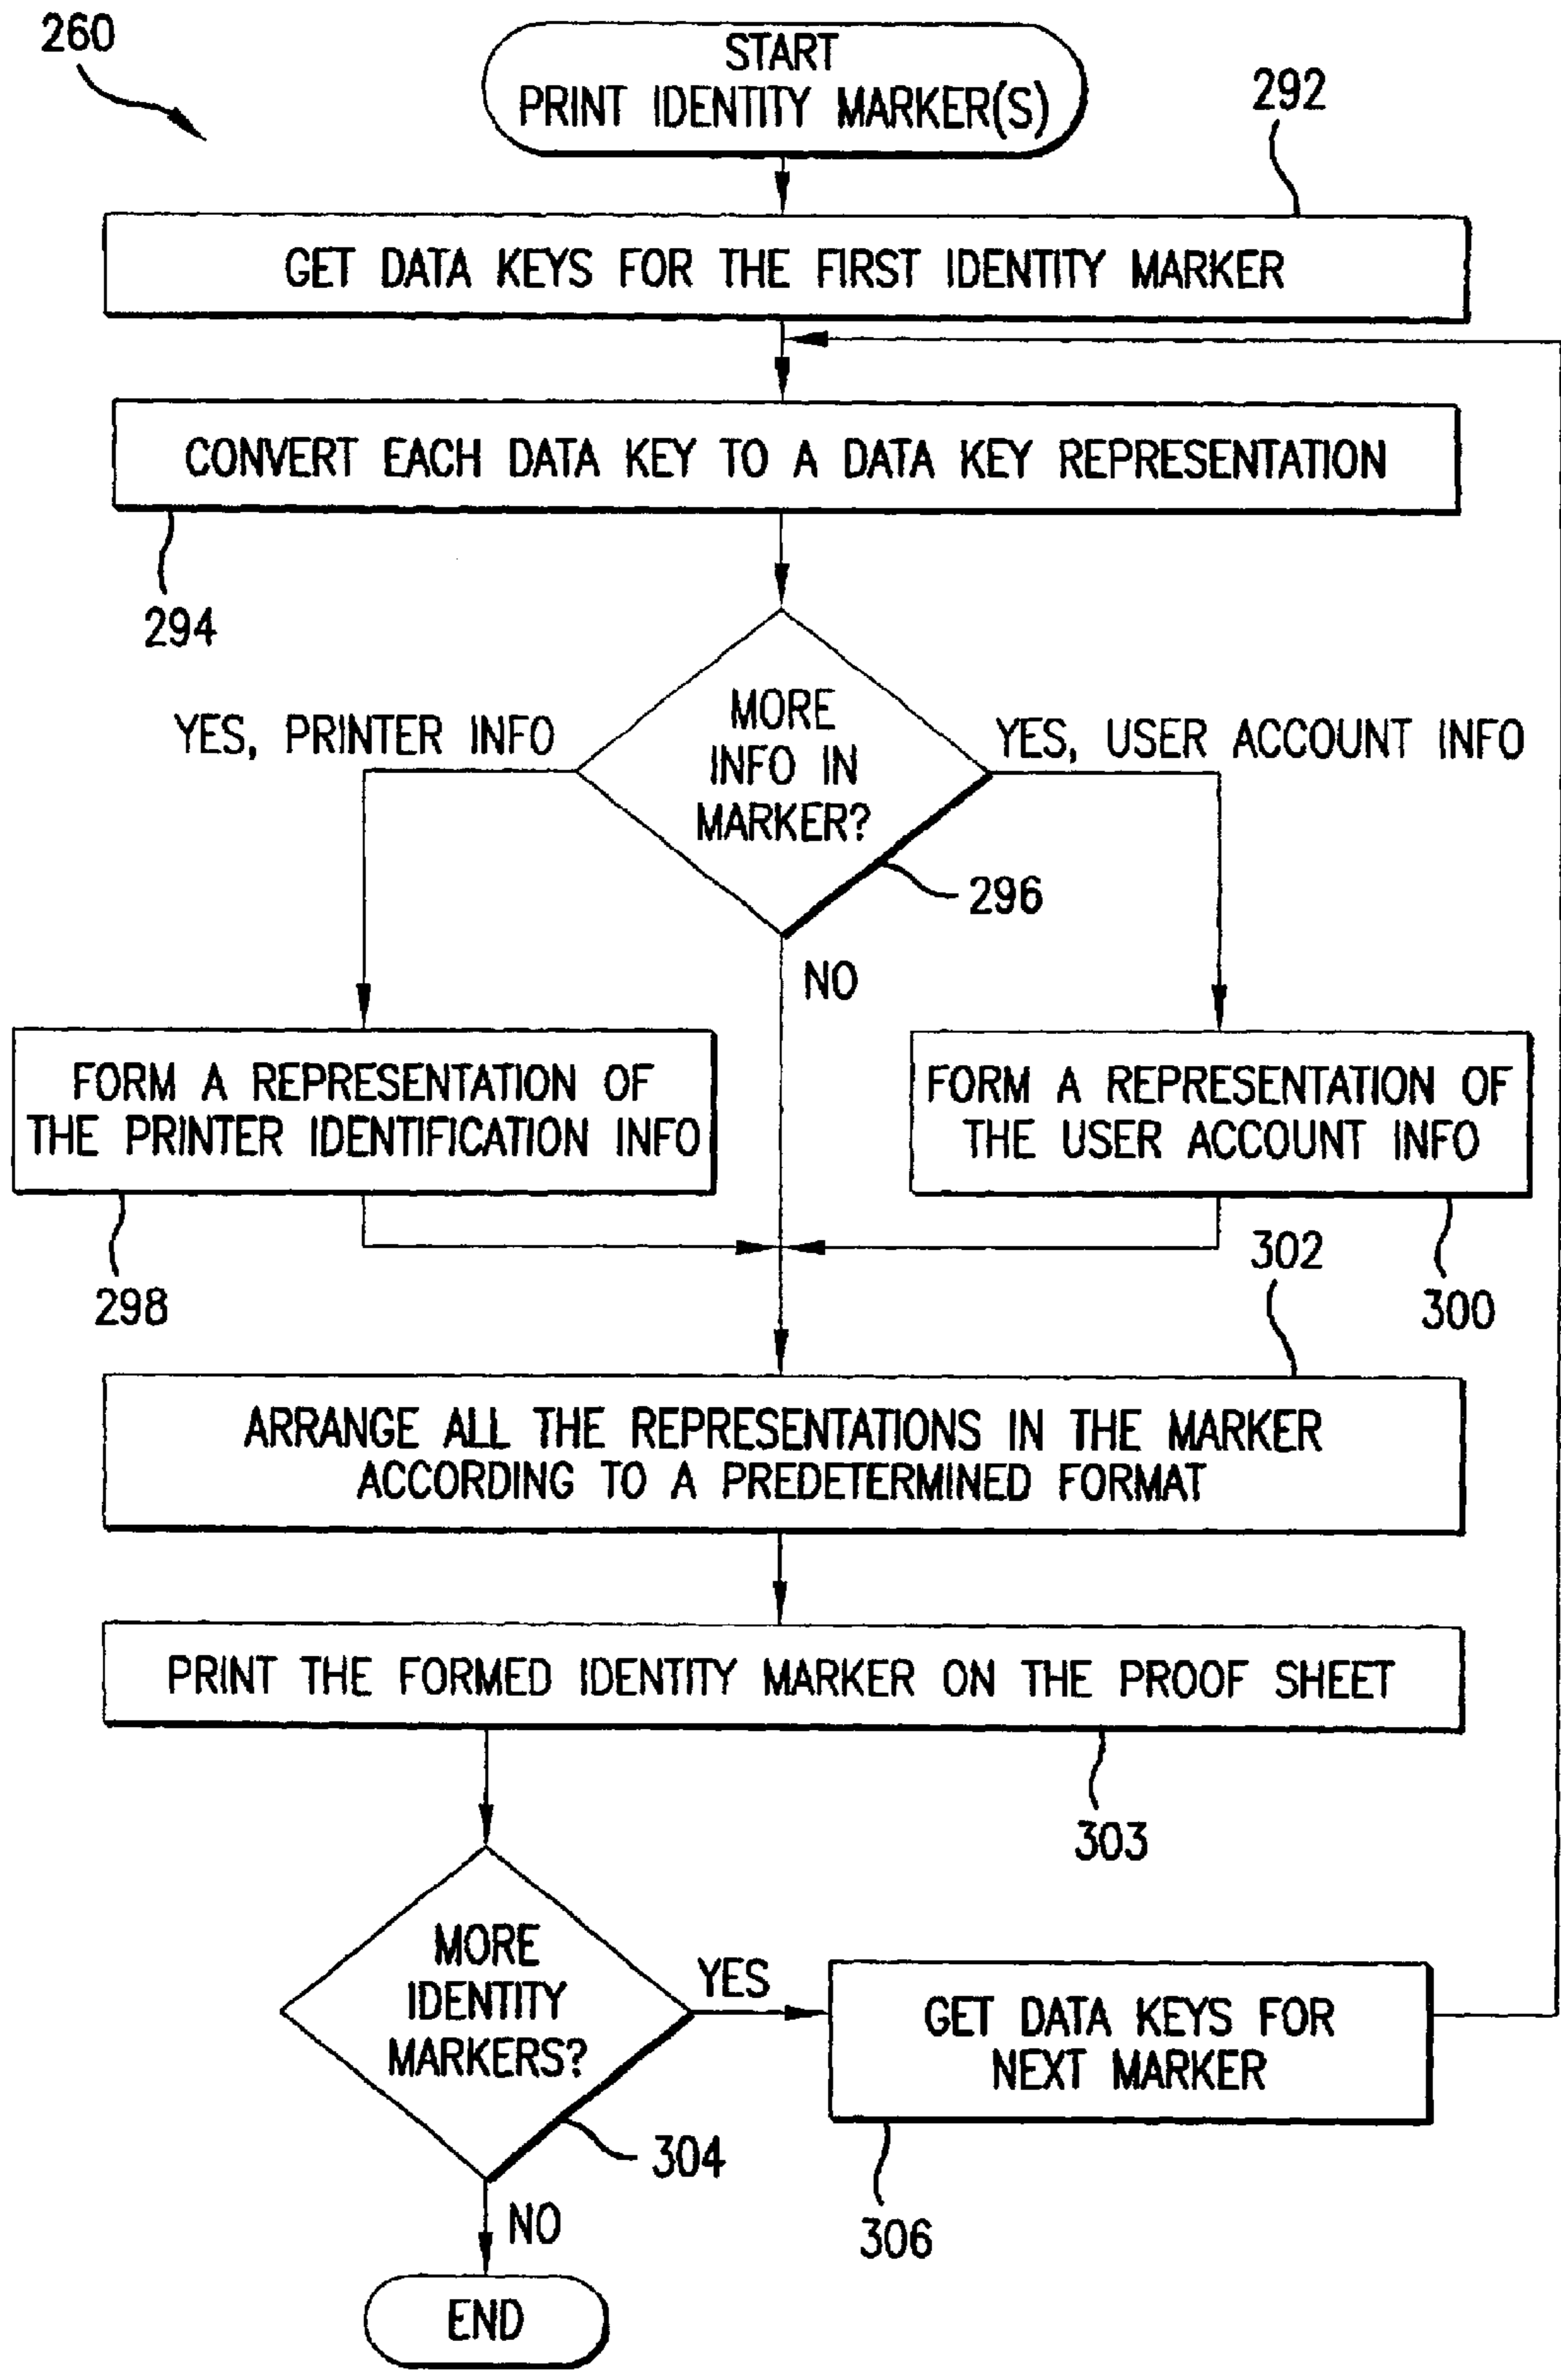 260
START
PRINT IDENTITY MARKER(S)
292
GET DATA KEYS FOR THE FIRST IDENTITY MARKER
CONVERT EACH DATA KEY TO A DATA KEY REPRESENTATION
294
MORE
INFO IN
MARKER?
YES, PRINTER INFO
YES, USER ACCOUNT INFO
296
NO
FORM A REPRESENTATION OF
THE PRINTER IDENTIFICATION INFO
FORM A REPRESENTATION OF
THE USER ACCOUNT INFO
298
302
300
ARRANGE ALL THE REPRESENTATIONS IN THE MARKER
ACCORDING TO A PREDETERMINED FORMAT
PRINT THE FORMED IDENTITY MARKER ON THE PROOF SHEET
303
MORE
IDENTITY
MARKERS?
YES
GET DATA KEYS FOR
NEXT MARKER
304
306
NO
END